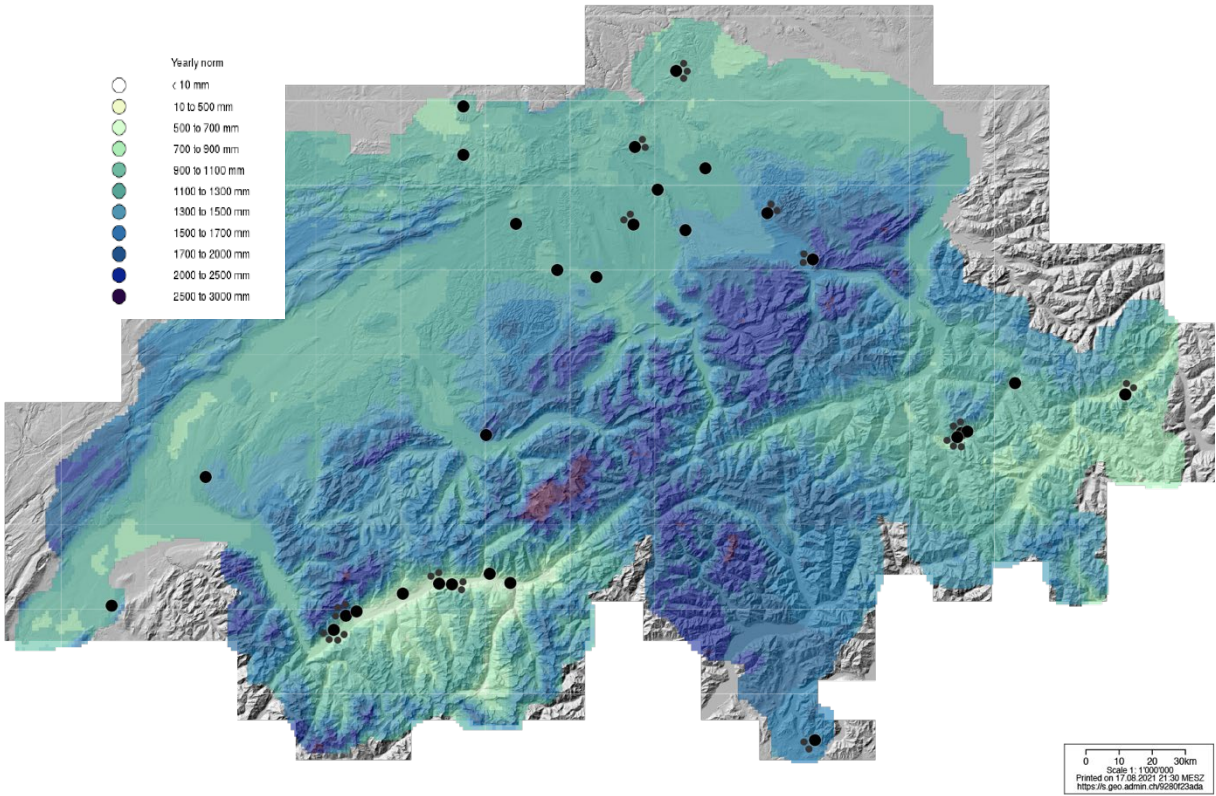 Yearly norm
< 10 mm
10 to 500 mm
500 to 700 mm
700 to 900 mm
900 to 1100 mm
1100 to 1300 mm
1300 to 1500 mm
1500 to 1700 mm
1700 to 2000 mm
2000 to 2500 mm
2500 to 3000 mm
0 10 20 30km
Scale 1: 1'000'000
Printed on 17.08.2021 21:30 MESZ
https://s.geo.admin.ch/9280f23ada